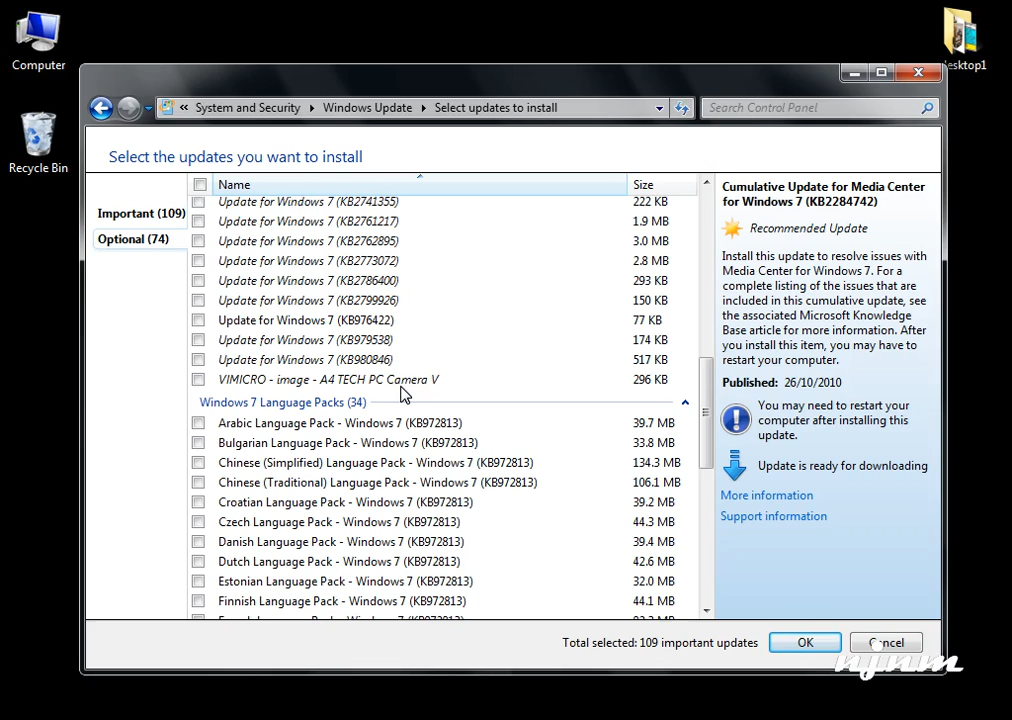 Computer
esktop1
Recycle Bin
« System and Security ▸ Windows Update ▸ Select updates to install
Search Control Panel
Select the updates you want to install
Important (109)
Optional (74)
Name Size
Update for Windows 7 (KB2741355) 222 KB
Update for Windows 7 (KB2761217) 1.9 MB
Update for Windows 7 (KB2762895) 3.0 MB
Update for Windows 7 (KB2773072) 2.8 MB
Update for Windows 7 (KB2786400) 293 KB
Update for Windows 7 (KB2799926) 150 KB
Update for Windows 7 (KB976422) 77 KB
Update for Windows 7 (KB979538) 174 KB
Update for Windows 7 (KB980846) 517 KB
VIMICRO - image - A4 TECH PC Camera V 296 KB
Windows 7 Language Packs (34)
Arabic Language Pack - Windows 7 (KB972813) 39.7 MB
Bulgarian Language Pack - Windows 7 (KB972813) 33.8 MB
Chinese (Simplified) Language Pack - Windows 7 (KB972813) 134.3 MB
Chinese (Traditional) Language Pack - Windows 7 (KB972813) 106.1 MB
Croatian Language Pack - Windows 7 (KB972813) 39.2 MB
Czech Language Pack - Windows 7 (KB972813) 44.3 MB
Danish Language Pack - Windows 7 (KB972813) 39.4 MB
Dutch Language Pack - Windows 7 (KB972813) 42.6 MB
Estonian Language Pack - Windows 7 (KB972813) 32.0 MB
Finnish Language Pack - Windows 7 (KB972813) 44.1 MB
Cumulative Update for Media Center
for Windows 7 (KB2284742)
Recommended Update
Install this update to resolve issues with
Media Center for Windows 7. For a
complete listing of the issues that are
included in this cumulative update, see
the associated Microsoft Knowledge
Base article for more information. After
you install this item, you may have to
restart your computer.
Published: 26/10/2010
You may need to restart your
computer after installing this
update.
Update is ready for downloading
More information
Support information
Total selected: 109 important updates
OK
Cancel